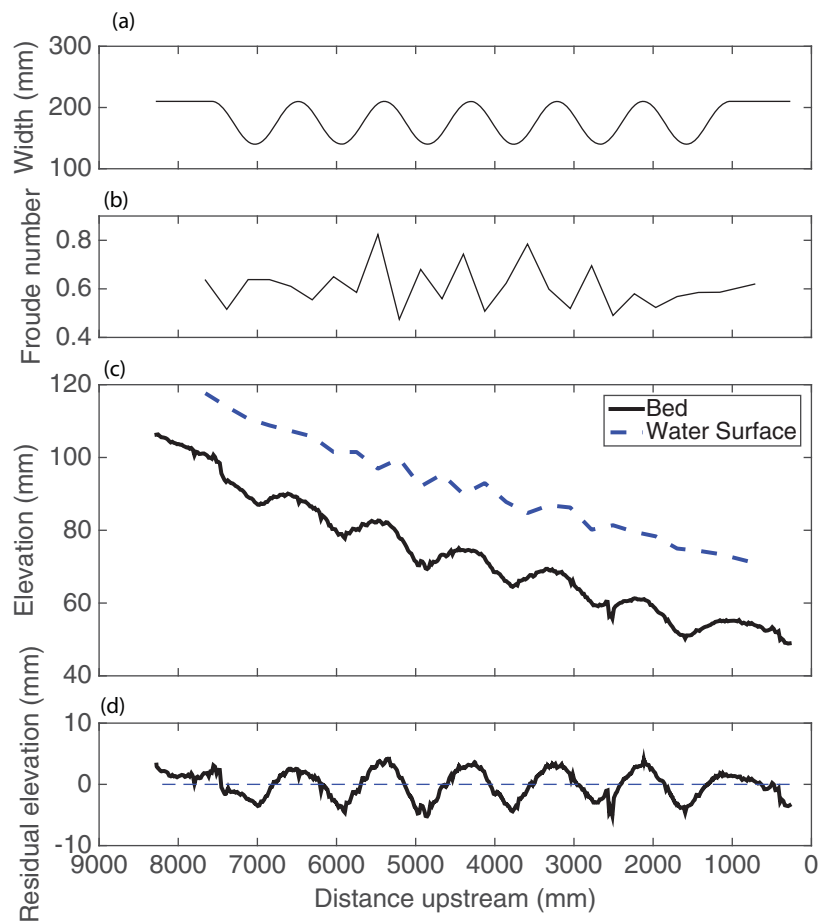 (a)
300
200
100
Width (mm)
(b)
0.8
0.6
0.4
Froude number
(c)
120
100
80
60
40
Elevation (mm)
Bed
Water Surface
(d)
10
0
-10
Residual elevation (mm)
9000 8000 7000 6000 5000 4000 3000 2000 1000 0
Distance upstream (mm)